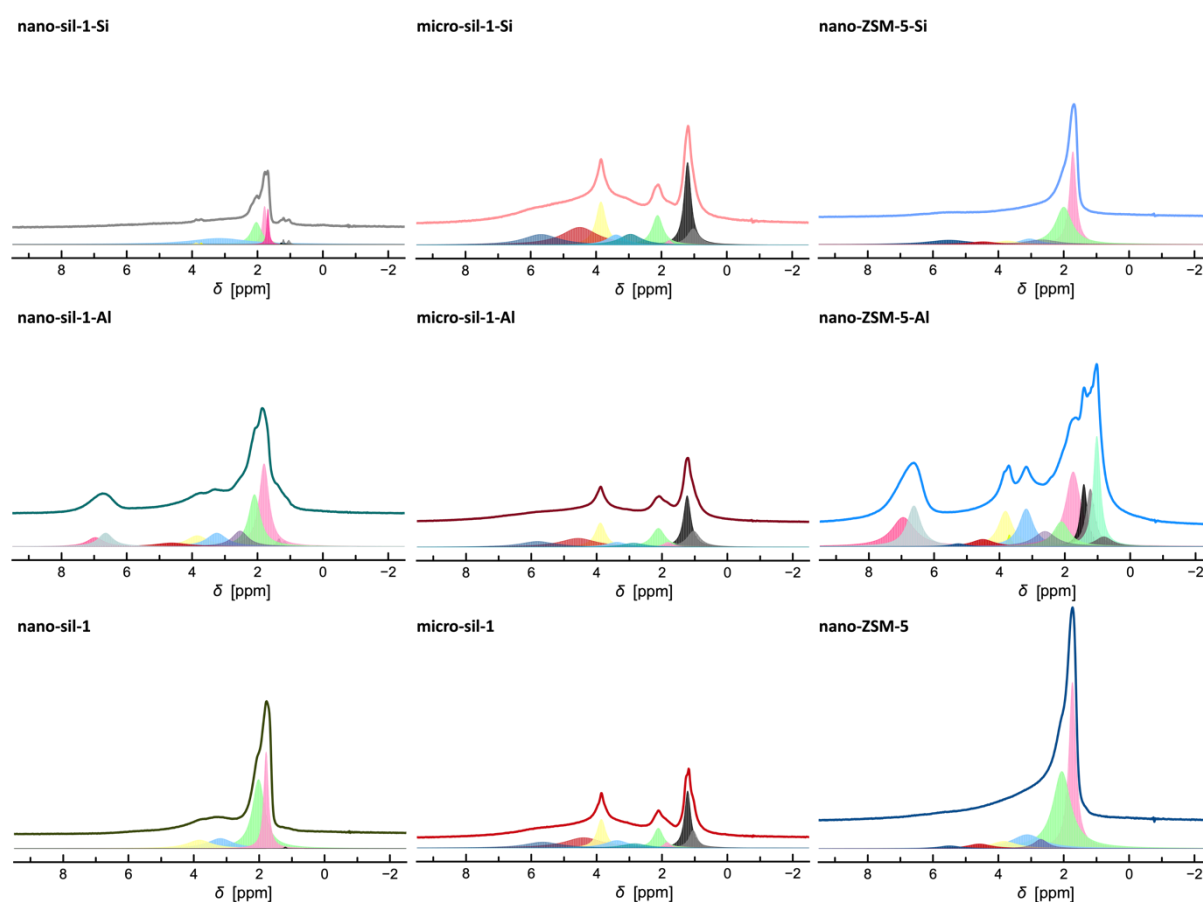 nano-sil-1-Si micro-sil-1-Si nano-ZSM-5-Si
8 6 4 2 0 −2 8 6 4 2 0 −2 8 6 4 2 0 −2
δ [ppm] δ [ppm] δ [ppm]
nano-sil-1-Al micro-sil-1-Al nano-ZSM-5-Al
8 6 4 2 0 −2 8 6 4 2 0 −2 8 6 4 2 0 −2
δ [ppm] δ [ppm] δ [ppm]
nano-sil-1 micro-sil-1 nano-ZSM-5
8 6 4 2 0 −2 8 6 4 2 0 −2 8 6 4 2 0 −2
δ [ppm] δ [ppm] δ [ppm]